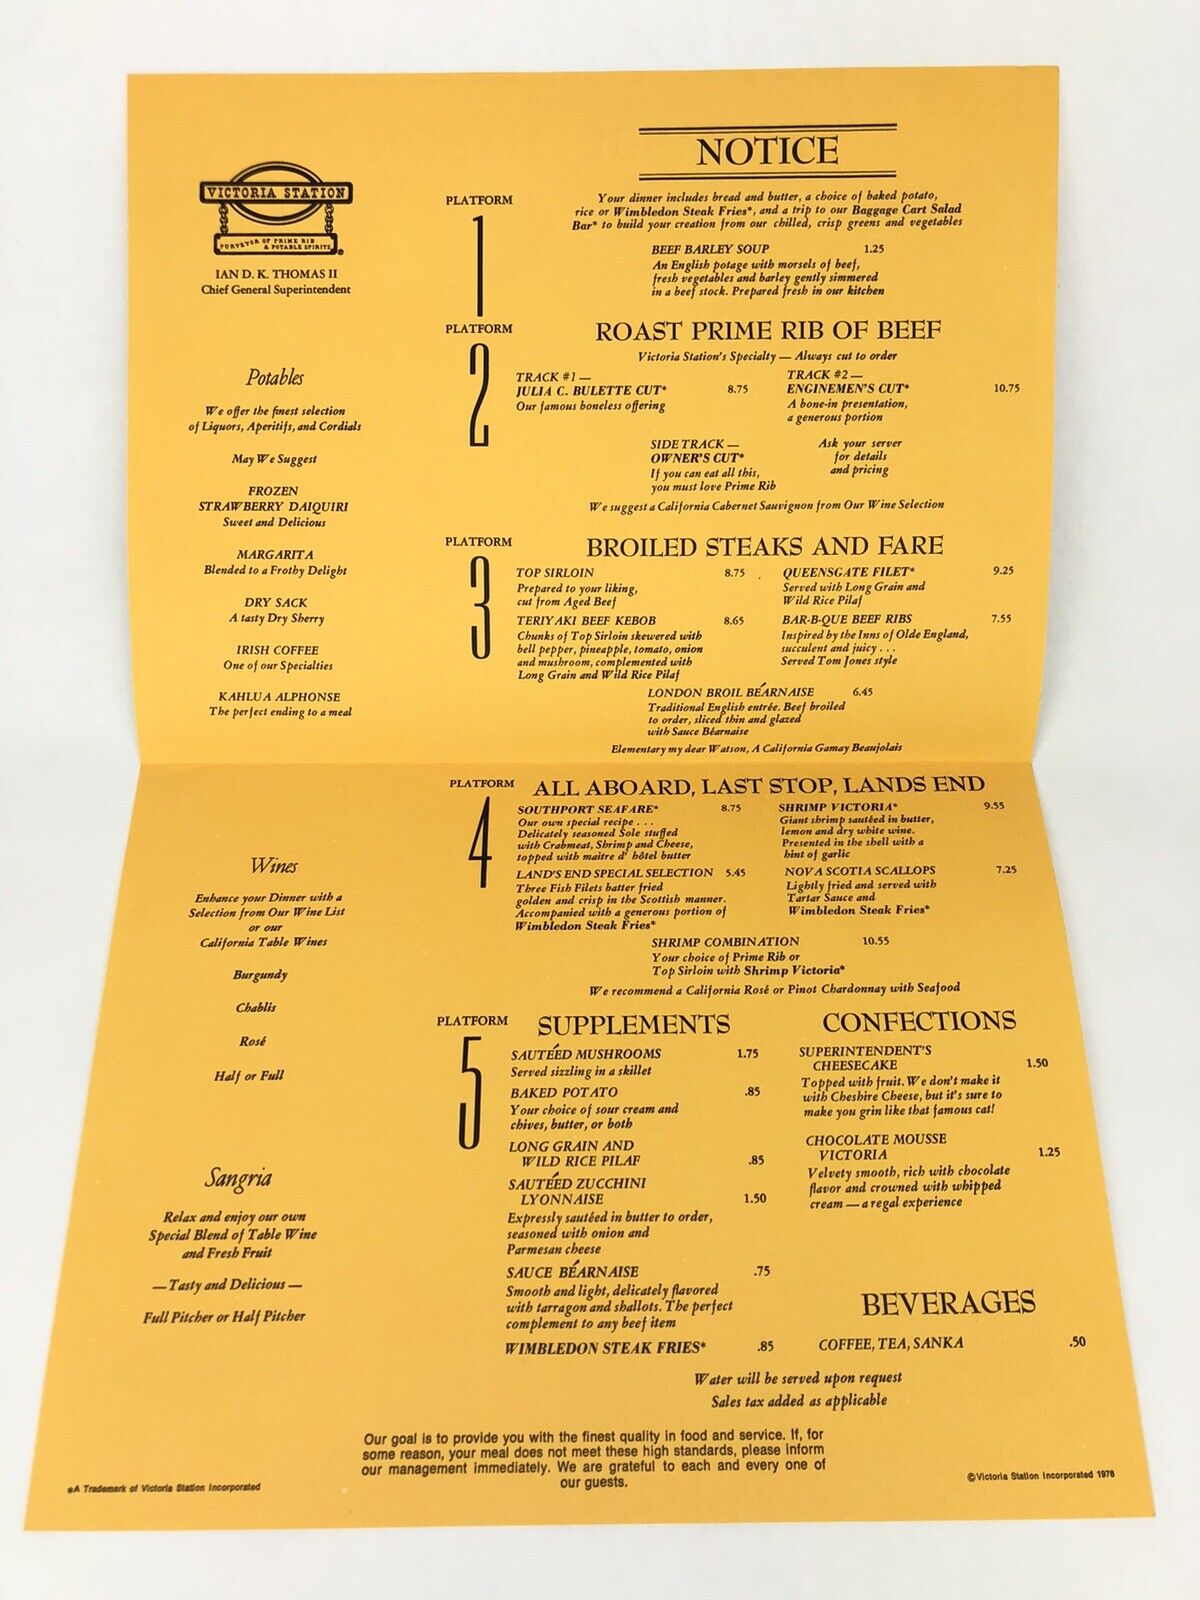 VICTORIA STATION
PURVEYOR OF PRIME RIB
& POTABLE SPIRITS
IAN D. K. THOMAS II
Chief General Superintendent
Potables
We offer the finest selection
of Liquors, Aperitifs, and Cordials
May We Suggest
FROZEN
STRAWBERRY DAIQUIRI
Sweet and Delicious
MARGARITA
Blended to a Frothy Delight
DRY SACK
A tasty Dry Sherry
IRISH COFFEE
One of our Specialties
KAHLUA ALPHONSE
The perfect ending to a meal
Wines
Enhance your Dinner with a
Selection from Our Wine List
or our
California Table Wines
Burgundy
Chablis
Rosé
Half or Full
Sangria
Relax and enjoy our own
Special Blend of Table Wine
and Fresh Fruit
— Tasty and Delicious —
Full Pitcher or Half Pitcher
NOTICE
Your dinner includes bread and butter, a choice of baked potato,
rice or Wimbledon Steak Fries*, and a trip to our Baggage Cart Salad
Bar* to build your creation from our chilled, crisp greens and vegetables
PLATFORM
1
BEEF BARLEY SOUP 1.25
An English potage with morsels of beef,
fresh vegetables and barley gently simmered
in a beef stock. Prepared fresh in our kitchen
PLATFORM
2
ROAST PRIME RIB OF BEEF
Victoria Station's Specialty — Always cut to order
TRACK #1 —
JULIA C. BULETTE CUT* 8.75
Our famous boneless offering
TRACK #2 —
ENGINEMEN'S CUT* 10.75
A bone-in presentation,
a generous portion
SIDE TRACK —
OWNER'S CUT*
If you can eat all this,
you must love Prime Rib
Ask your server
for details
and pricing
We suggest a California Cabernet Sauvignon from Our Wine Selection
PLATFORM
3
BROILED STEAKS AND FARE
TOP SIRLOIN 8.75
Prepared to your liking,
cut from Aged Beef
QUEENSGATE FILET* 9.25
Served with Long Grain and
Wild Rice Pilaf
TERIYAKI BEEF KEBOB 8.65
Chunks of Top Sirloin skewered with
bell pepper, pineapple, tomato, onion
and mushroom, complemented with
Long Grain and Wild Rice Pilaf
BAR-B-QUE BEEF RIBS 7.55
Inspired by the Inns of Olde England,
succulent and juicy . . .
Served Tom Jones style
LONDON BROIL BÉARNAISE 6.45
Traditional English entrée. Beef broiled
to order, sliced thin and glazed
with Sauce Béarnaise
Elementary my dear Watson, A California Gamay Beaujolais
PLATFORM
4
ALL ABOARD, LAST STOP, LANDS END
SOUTHPORT SEAFARE* 8.75
Our own special recipe . . .
Delicately seasoned Sole stuffed
with Crabmeat, Shrimp and Cheese,
topped with maitre d' hôtel butter
SHRIMP VICTORIA* 9.55
Giant shrimp sautéed in butter,
lemon and dry white wine.
Presented in the shell with a
hint of garlic
LAND'S END SPECIAL SELECTION 5.45
Three Fish Filets batter fried
golden and crisp in the Scottish manner.
Accompanied with a generous portion of
Wimbledon Steak Fries*
NOVA SCOTIA SCALLOPS 7.25
Lightly fried and served with
Tartar Sauce and
Wimbledon Steak Fries*
SHRIMP COMBINATION 10.55
Your choice of Prime Rib or
Top Sirloin with Shrimp Victoria*
We recommend a California Rosé or Pinot Chardonnay with Seafood
PLATFORM
5
SUPPLEMENTS
SAUTÉED MUSHROOMS 1.75
Served sizzling in a skillet
BAKED POTATO .85
Your choice of sour cream and
chives, butter, or both
LONG GRAIN AND
WILD RICE PILAF .85
SAUTÉED ZUCCHINI
LYONNAISE 1.50
Expressly sautéed in butter to order,
seasoned with onion and
Parmesan cheese
SAUCE BÉARNAISE .75
Smooth and light, delicately flavored
with tarragon and shallots. The perfect
complement to any beef item
WIMBLEDON STEAK FRIES* .85
CONFECTIONS
SUPERINTENDENT'S
CHEESECAKE 1.50
Topped with fruit. We don't make it
with Cheshire Cheese, but it's sure to
make you grin like that famous cat!
CHOCOLATE MOUSSE
VICTORIA 1.25
Velvety smooth, rich with chocolate
flavor and crowned with whipped
cream — a regal experience
BEVERAGES
COFFEE, TEA, SANKA .50
Water will be served upon request
Sales tax added as applicable
Our goal is to provide you with the finest quality in food and service. If, for
some reason, your meal does not meet these high standards, please inform
our management immediately. We are grateful to each and every one of
our guests.
*A Trademark of Victoria Station Incorporated
©Victoria Station Incorporated 1978